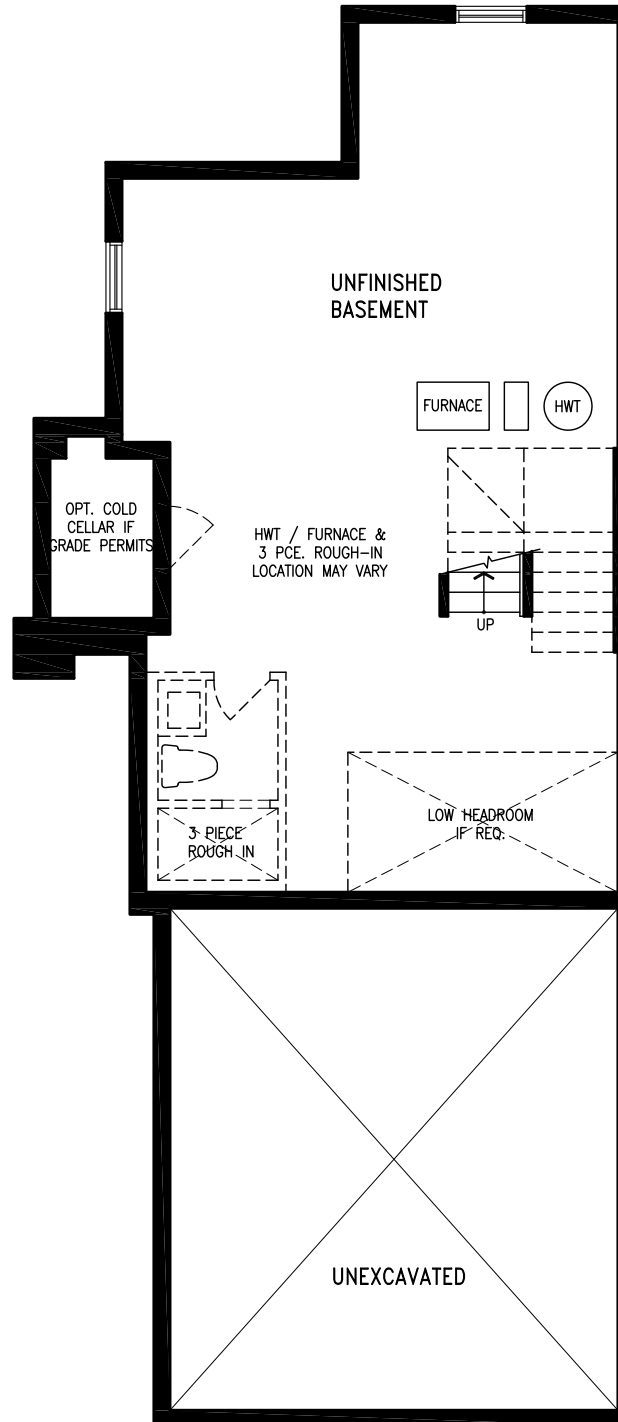 UNFINISHED
BASEMENT
FURNACE
HWT
OPT. COLD
CELLAR IF
GRADE PERMITS
HWT / FURNACE &
3 PCE. ROUGH-IN
LOCATION MAY VARY
UP
LOW HEADROOM
IF REQ.
3 PIECE
ROUGH IN
UNEXCAVATED